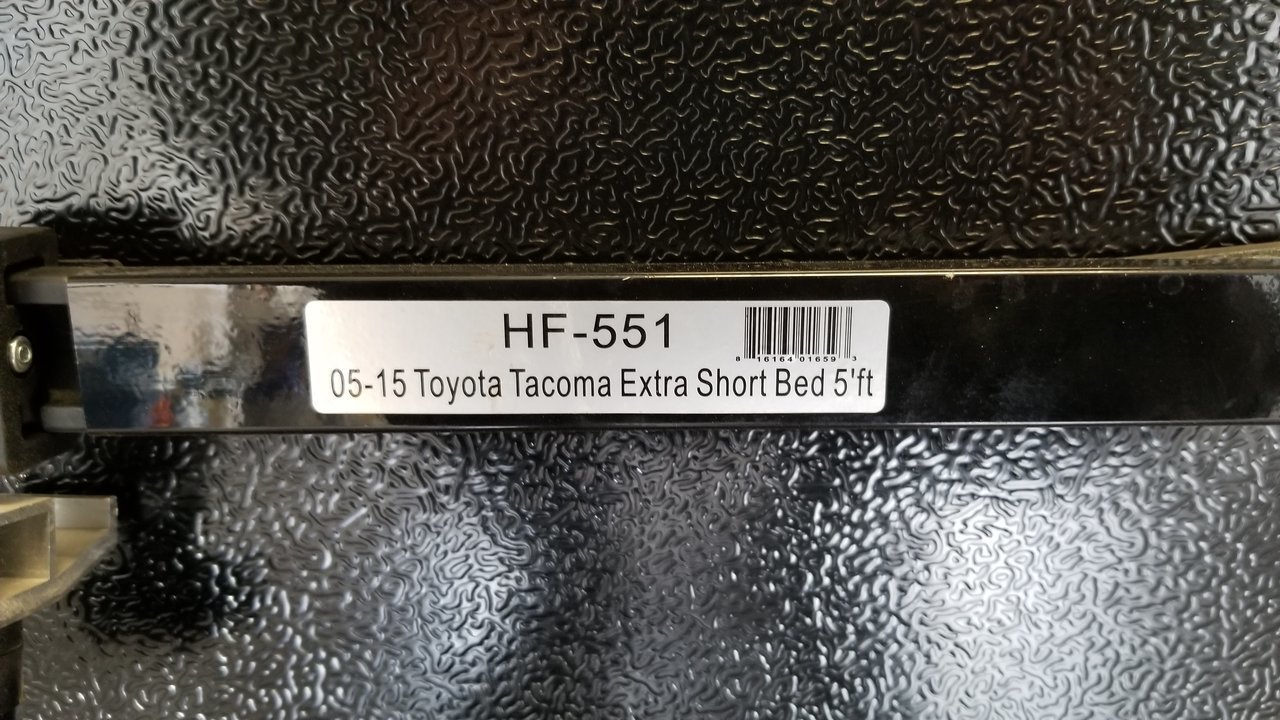 HF-551
8 16164 01659 3
05-15 Toyota Tacoma Extra Short Bed 5'ft